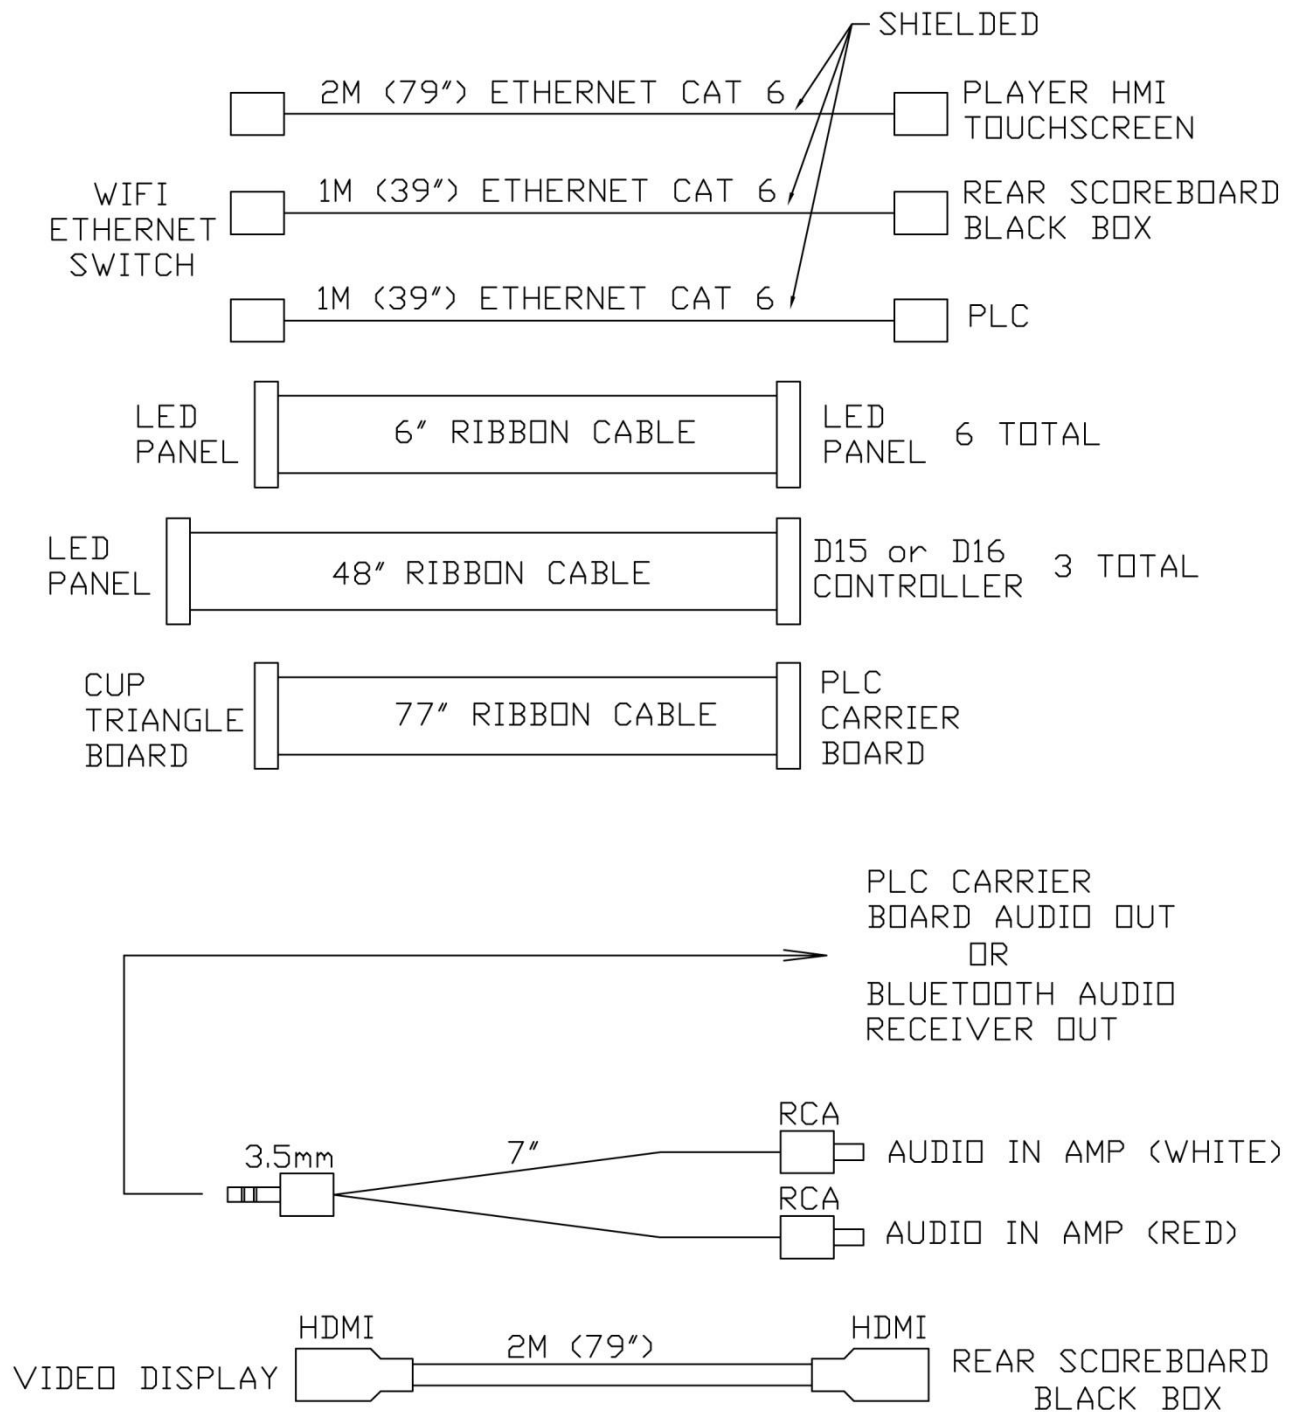 SHIELDED
2M (79″) ETHERNET CAT 6
PLAYER HMI
TOUCHSCREEN
WIFI
ETHERNET
SWITCH
1M (39″) ETHERNET CAT 6
REAR SCOREBOARD
BLACK BOX
1M (39″) ETHERNET CAT 6
PLC
LED
PANEL
6″ RIBBON CABLE
LED
PANEL
6 TOTAL
LED
PANEL
48″ RIBBON CABLE
D15 or D16
CONTROLLER
3 TOTAL
CUP
TRIANGLE
BOARD
77″ RIBBON CABLE
PLC
CARRIER
BOARD
PLC CARRIER
BOARD AUDIO OUT
OR
BLUETOOTH AUDIO
RECEIVER OUT
3.5mm
7″
RCA
AUDIO IN AMP (WHITE)
RCA
AUDIO IN AMP (RED)
VIDEO DISPLAY
HDMI
2M (79″)
HDMI
REAR SCOREBOARD
BLACK BOX